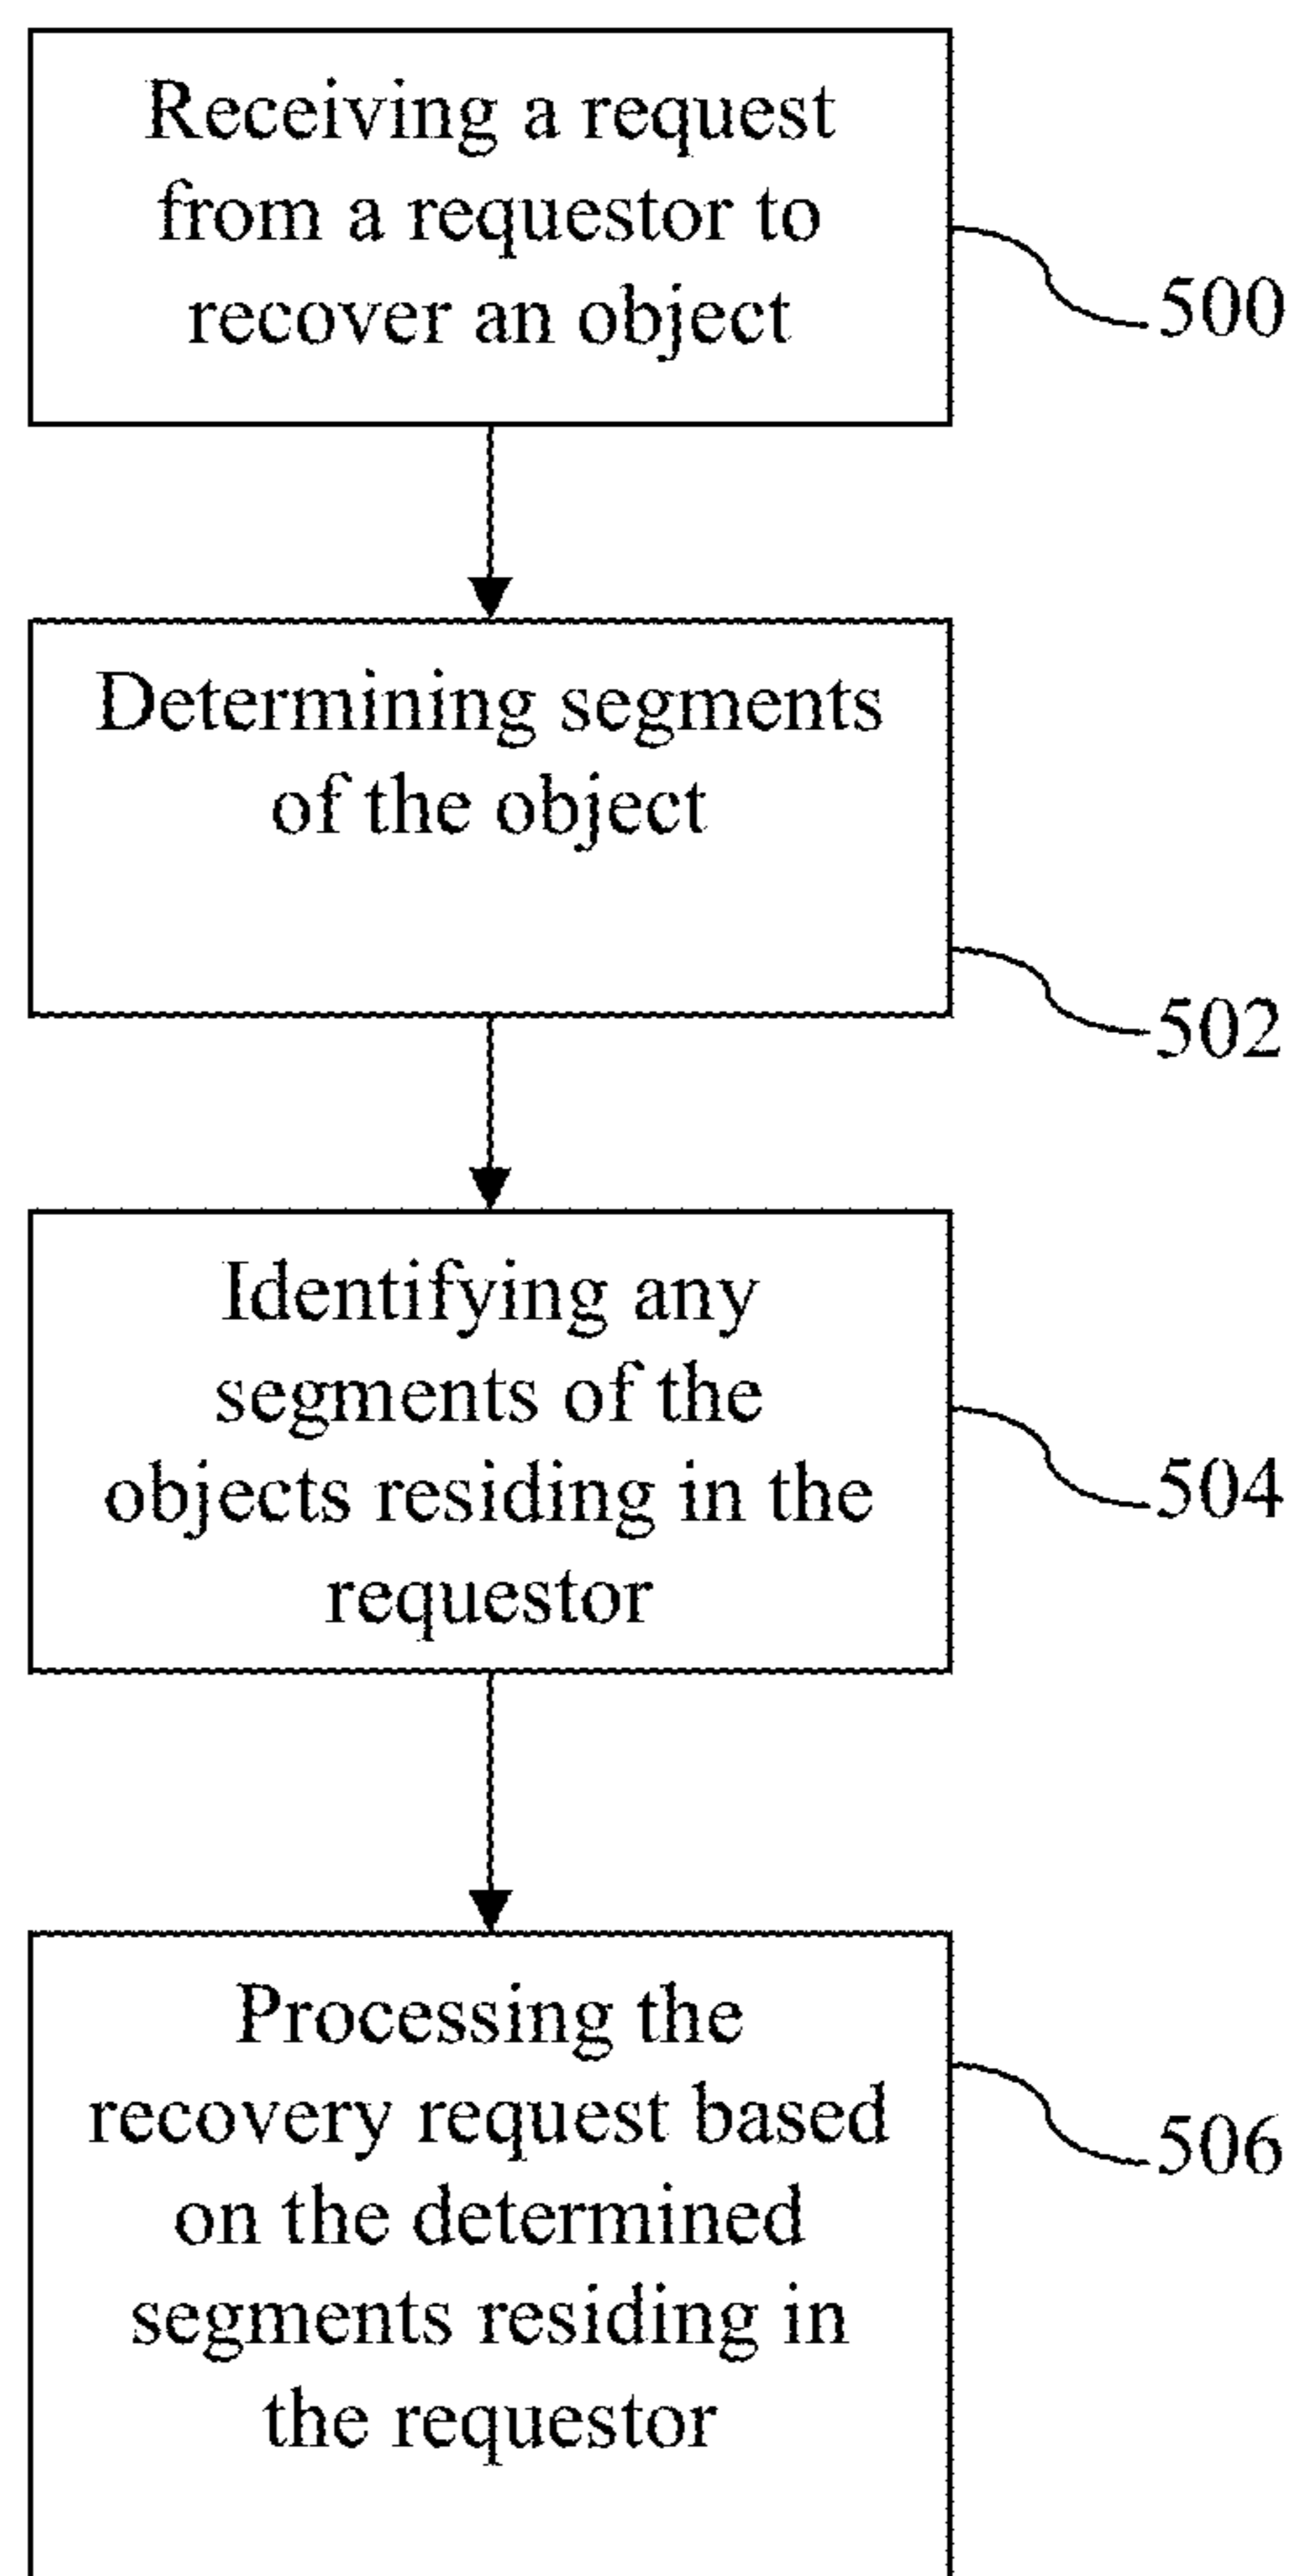 Receiving a request
from a requestor to
recover an object
500
Determining segments
of the object
502
Identifying any
segments of the
objects residing in the
requestor
504
Processing the
recovery request based
on the determined
segments residing in
the requestor
506